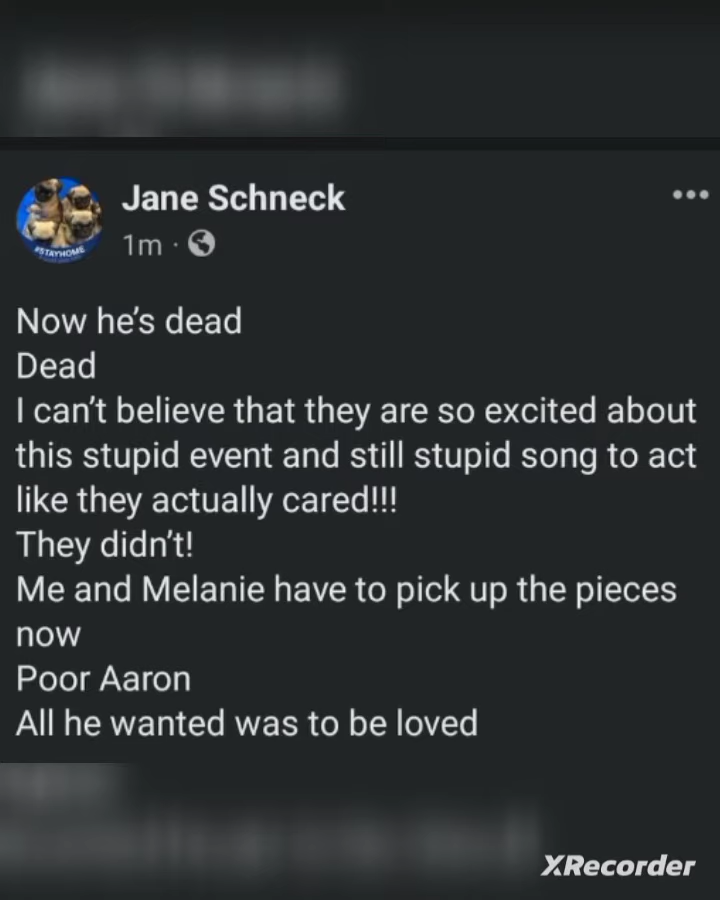 Jane Schneck
1m ·
Now he's dead
Dead
I can't believe that they are so excited about
this stupid event and still stupid song to act
like they actually cared!!!
They didn't!
Me and Melanie have to pick up the pieces
now
Poor Aaron
All he wanted was to be loved
#STAYHOME
XRecorder